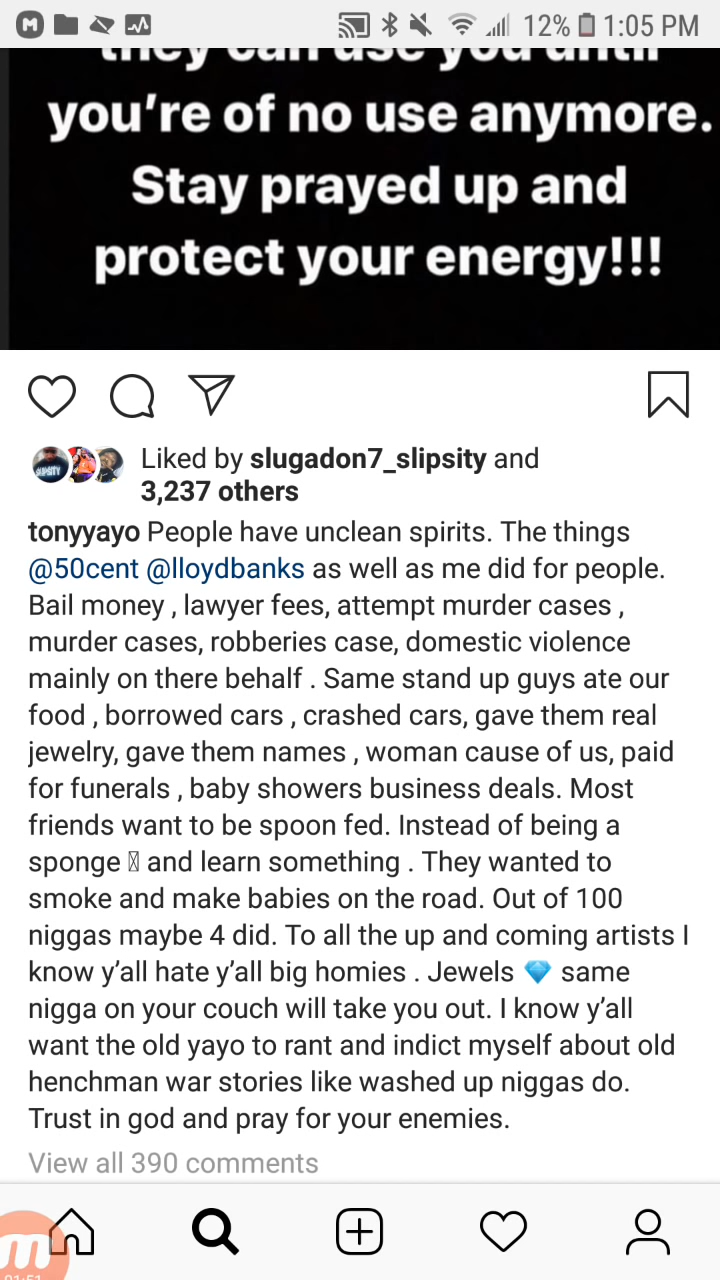 12% 1:05 PM
they can use you until
you're of no use anymore.
Stay prayed up and
protect your energy!!!
Liked by slugadon7_slipsity and
3,237 others
tonyyayo People have unclean spirits. The things
@50cent @lloydbanks as well as me did for people.
Bail money , lawyer fees, attempt murder cases ,
murder cases, robberies case, domestic violence
mainly on there behalf . Same stand up guys ate our
food , borrowed cars , crashed cars, gave them real
jewelry, gave them names , woman cause of us, paid
for funerals , baby showers business deals. Most
friends want to be spoon fed. Instead of being a
sponge and learn something . They wanted to
smoke and make babies on the road. Out of 100
niggas maybe 4 did. To all the up and coming artists I
know y'all hate y'all big homies . Jewels 💎 same
nigga on your couch will take you out. I know y'all
want the old yayo to rant and indict myself about old
henchman war stories like washed up niggas do.
Trust in god and pray for your enemies.
View all 390 comments